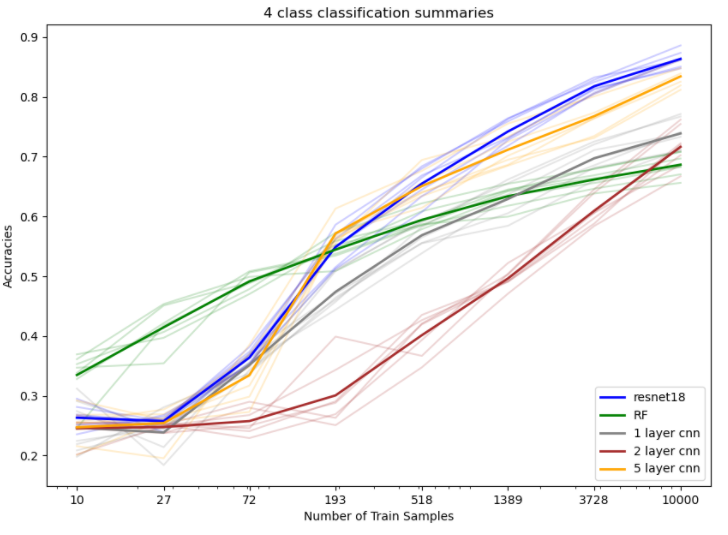 4 class classification summaries
Accuracies
0.9
0.8
0.7
0.6
0.5
0.4
0.3
0.2
resnet18
RF
1 layer cnn
2 layer cnn
5 layer cnn
10 27 72 193 518 1389 3728 10000
Number of Train Samples